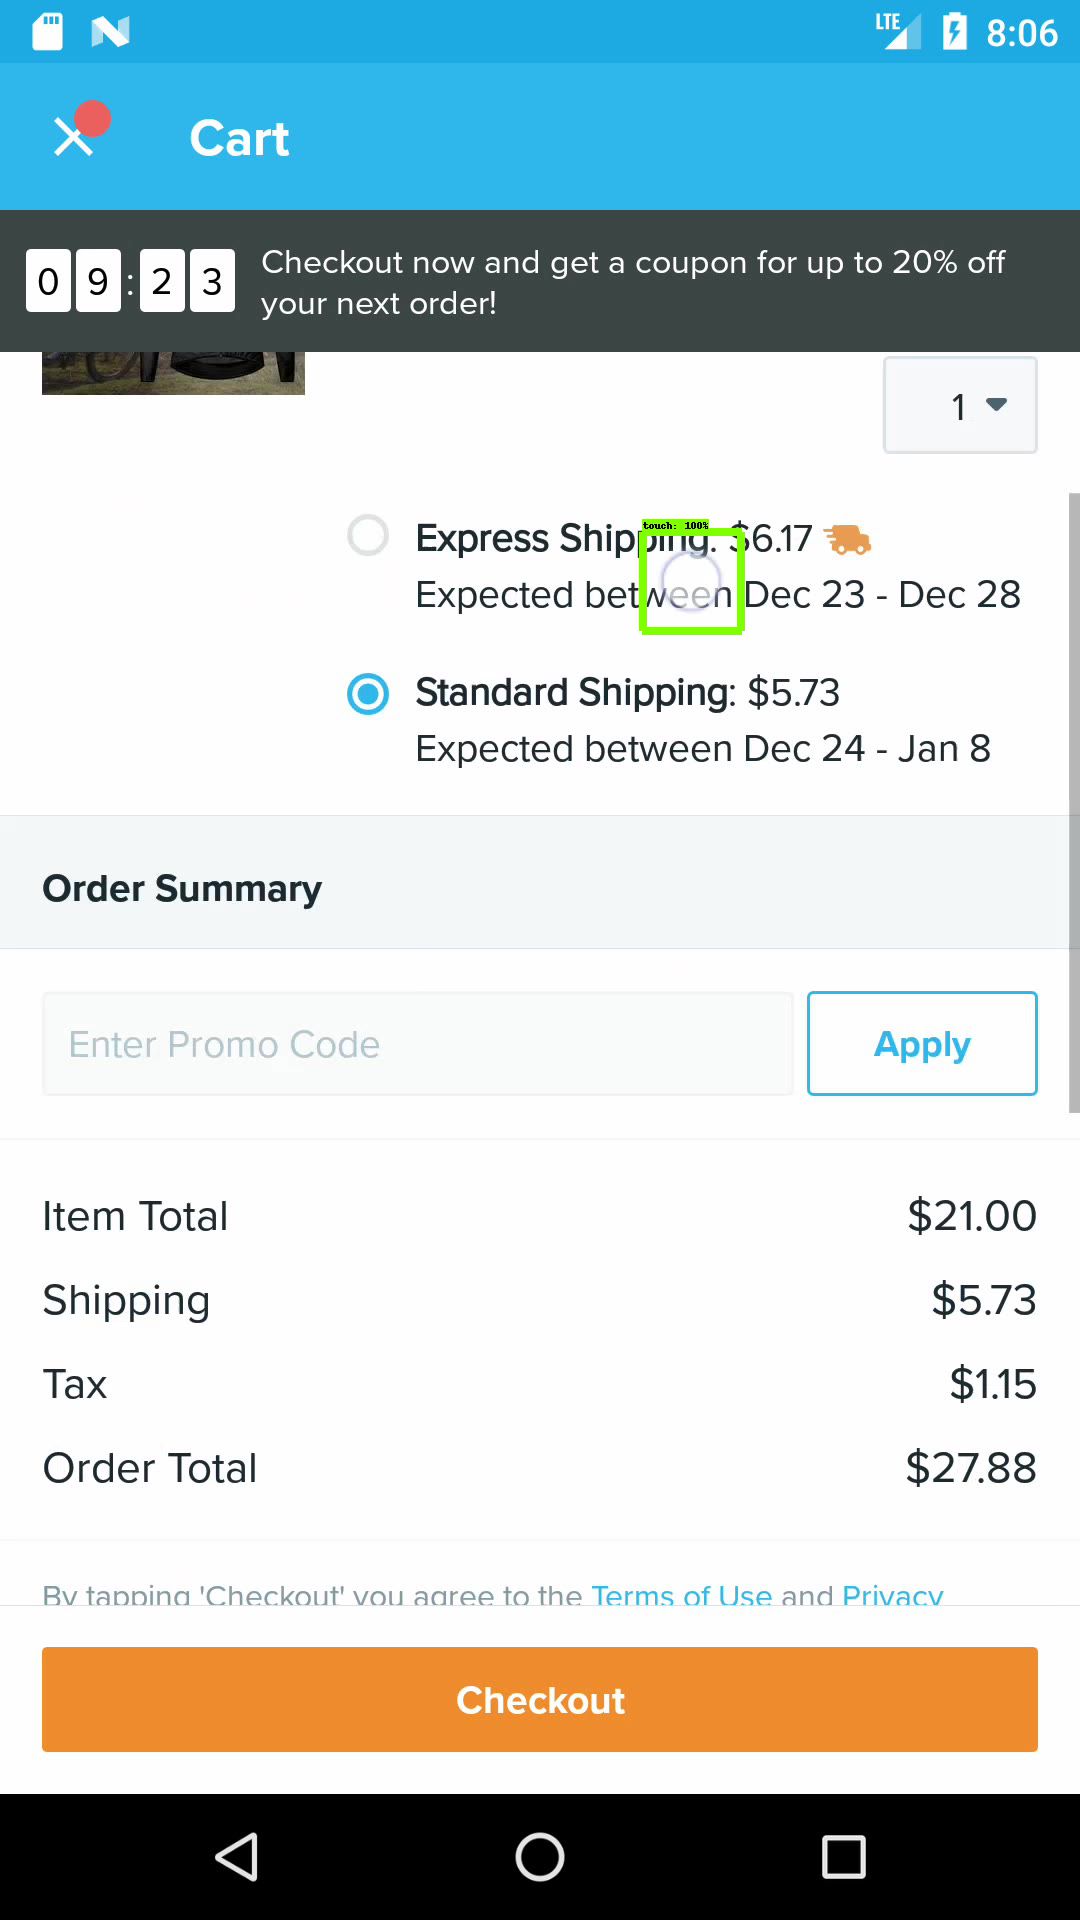 LTE 8:06
Cart
09:23
Checkout now and get a coupon for up to 20% off
your next order!
1
touch: 100%
Express Shipping: $6.17
Expected between Dec 23 - Dec 28
Standard Shipping: $5.73
Expected between Dec 24 - Jan 8
Order Summary
Enter Promo Code Apply
Item Total $21.00
Shipping $5.73
Tax $1.15
Order Total $27.88
By tapping 'Checkout' you agree to the Terms of Use and Privacy
Checkout